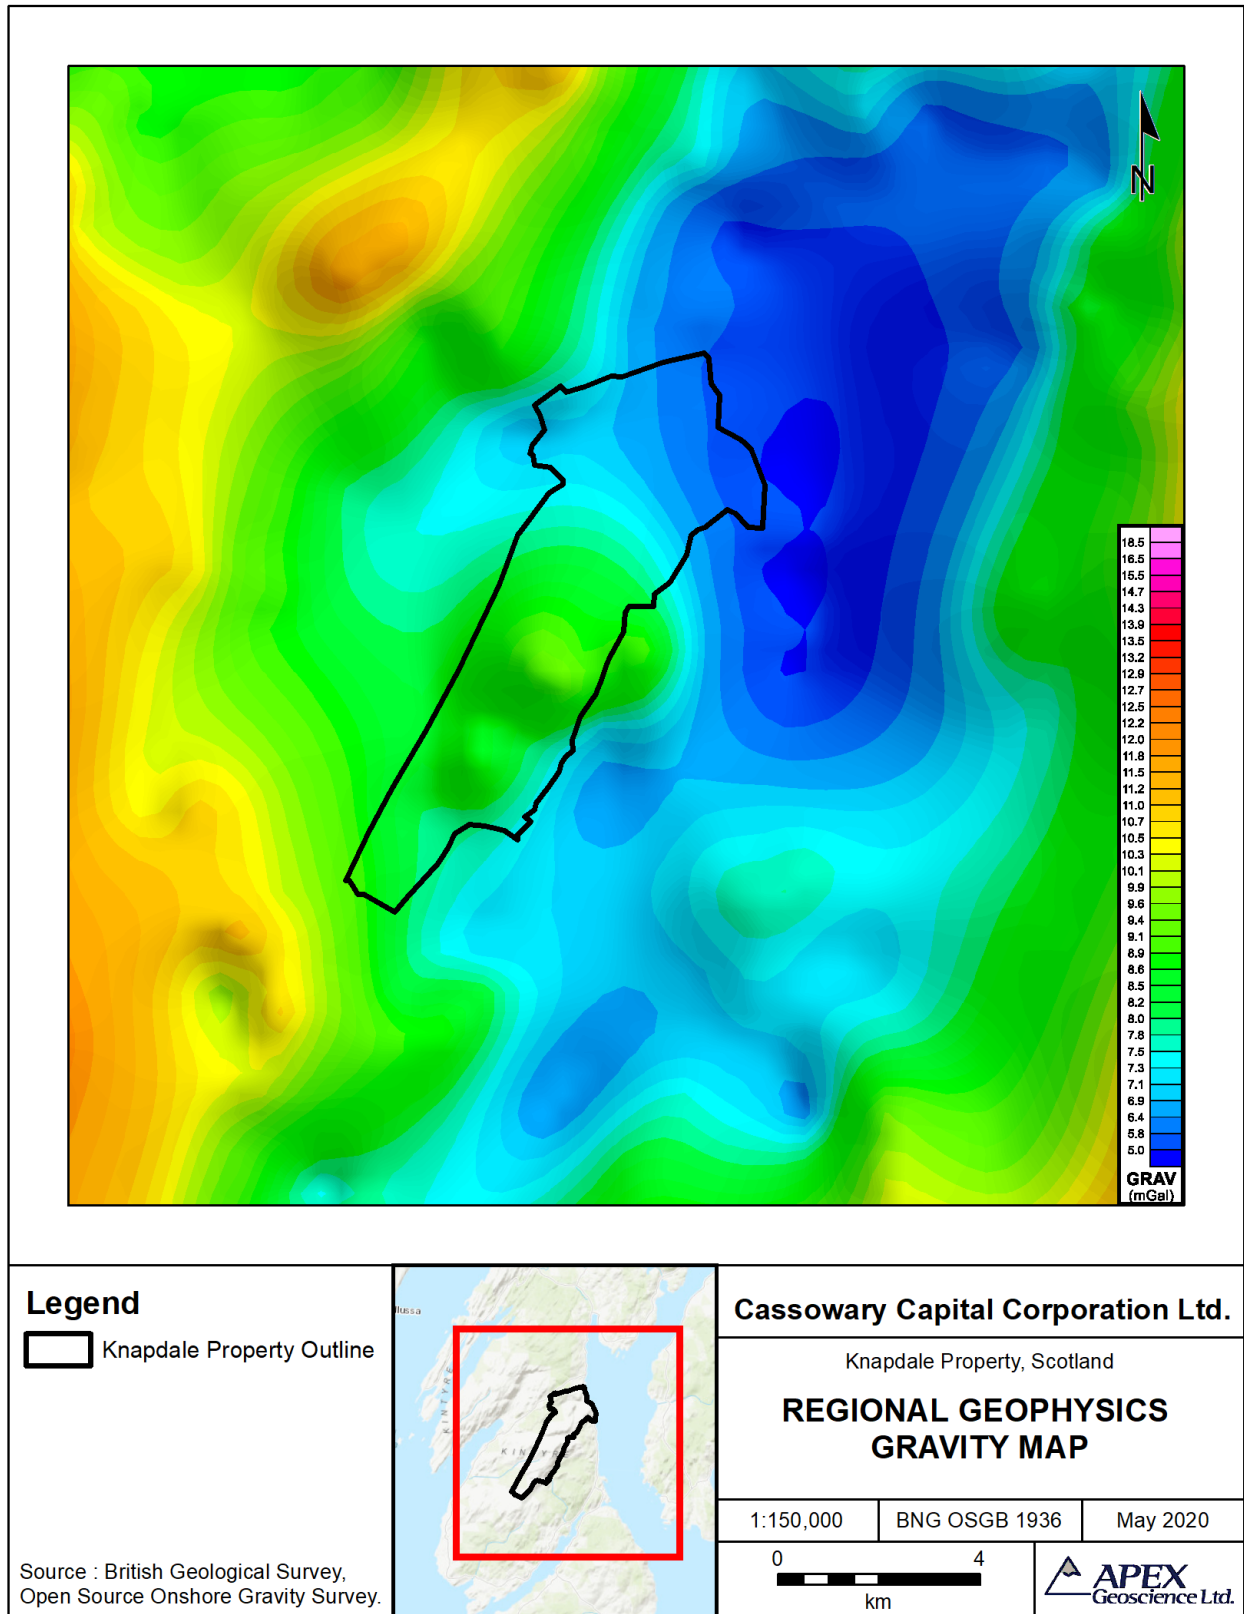 N
18.5
16.5
15.5
14.7
14.3
13.9
13.5
13.2
12.9
12.7
12.5
12.2
12.0
11.8
11.5
11.2
11.0
10.7
10.5
10.3
10.1
9.9
9.6
9.4
9.1
8.9
8.6
8.5
8.2
8.0
7.8
7.5
7.3
7.1
6.9
6.4
5.8
5.0
GRAV
(mGal)
Legend
Knapdale Property Outline
Source : British Geological Survey,
Open Source Onshore Gravity Survey.
llussa
KINTYRE
Cassowary Capital Corporation Ltd.
Knapdale Property, Scotland
REGIONAL GEOPHYSICS
GRAVITY MAP
1:150,000
BNG OSGB 1936
May 2020
0 4
km
APEX
Geoscience Ltd.